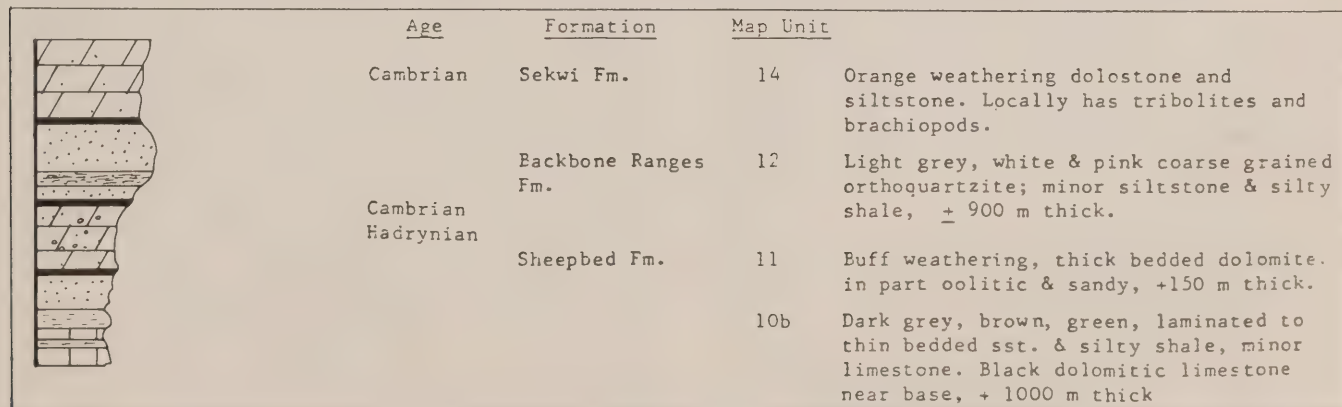 Age Formation Map Unit
Cambrian Sekwi Fm. 14 Orange weathering dolostone and
siltstone. Locally has tribolites and
brachiopods.
Backbone Ranges 12 Light grey, white & pink coarse grained
Fm. orthoquartzite; minor siltstone & silty
Cambrian shale, ± 900 m thick.
Hadrynian
Sheepbed Fm. 11 Buff weathering, thick bedded dolomite.
in part oolitic & sandy, +150 m thick.
10b Dark grey, brown, green, laminated to
thin bedded sst. & silty shale, minor
limestone. Black dolomitic limestone
near base, + 1000 m thick